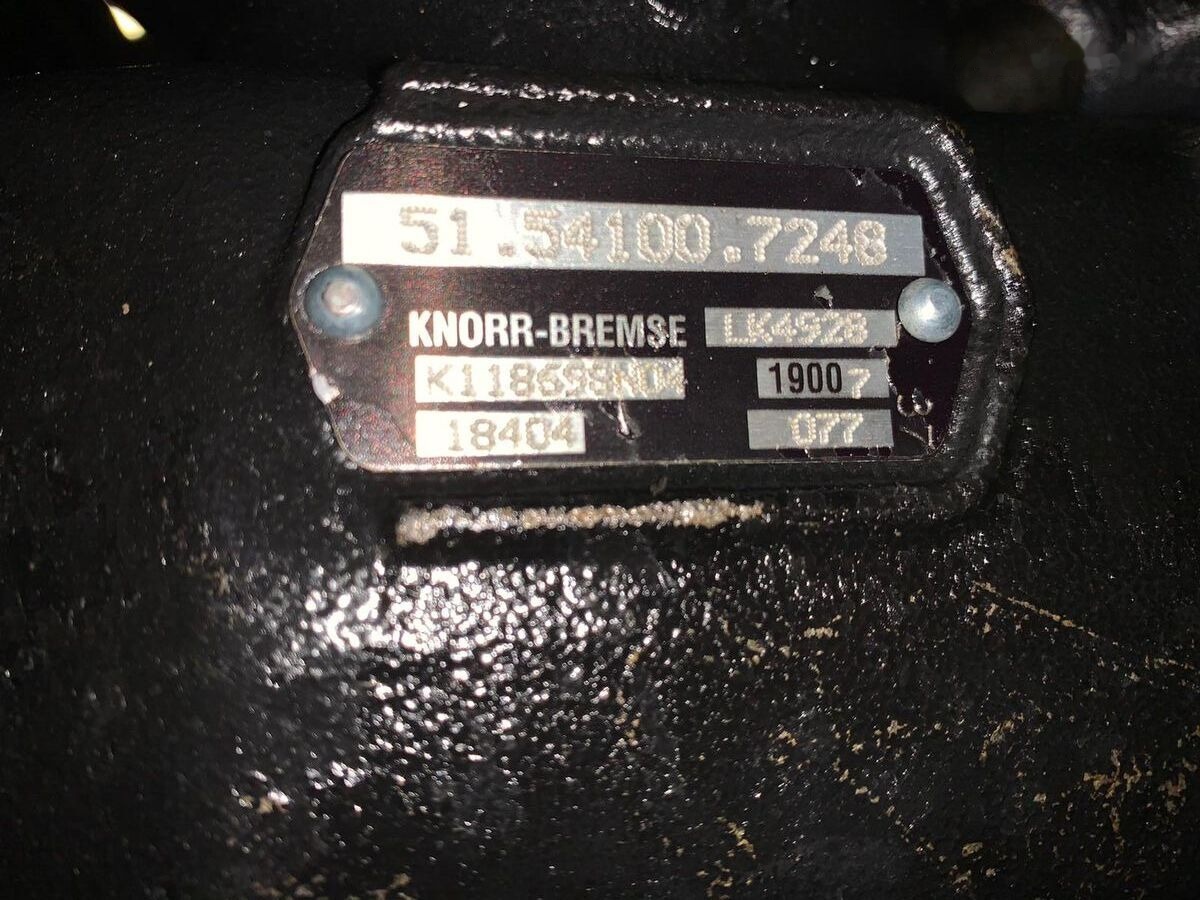 51.54100.7248
KNORR-BREMSE LK4928
K118698N04 19007
18404 077